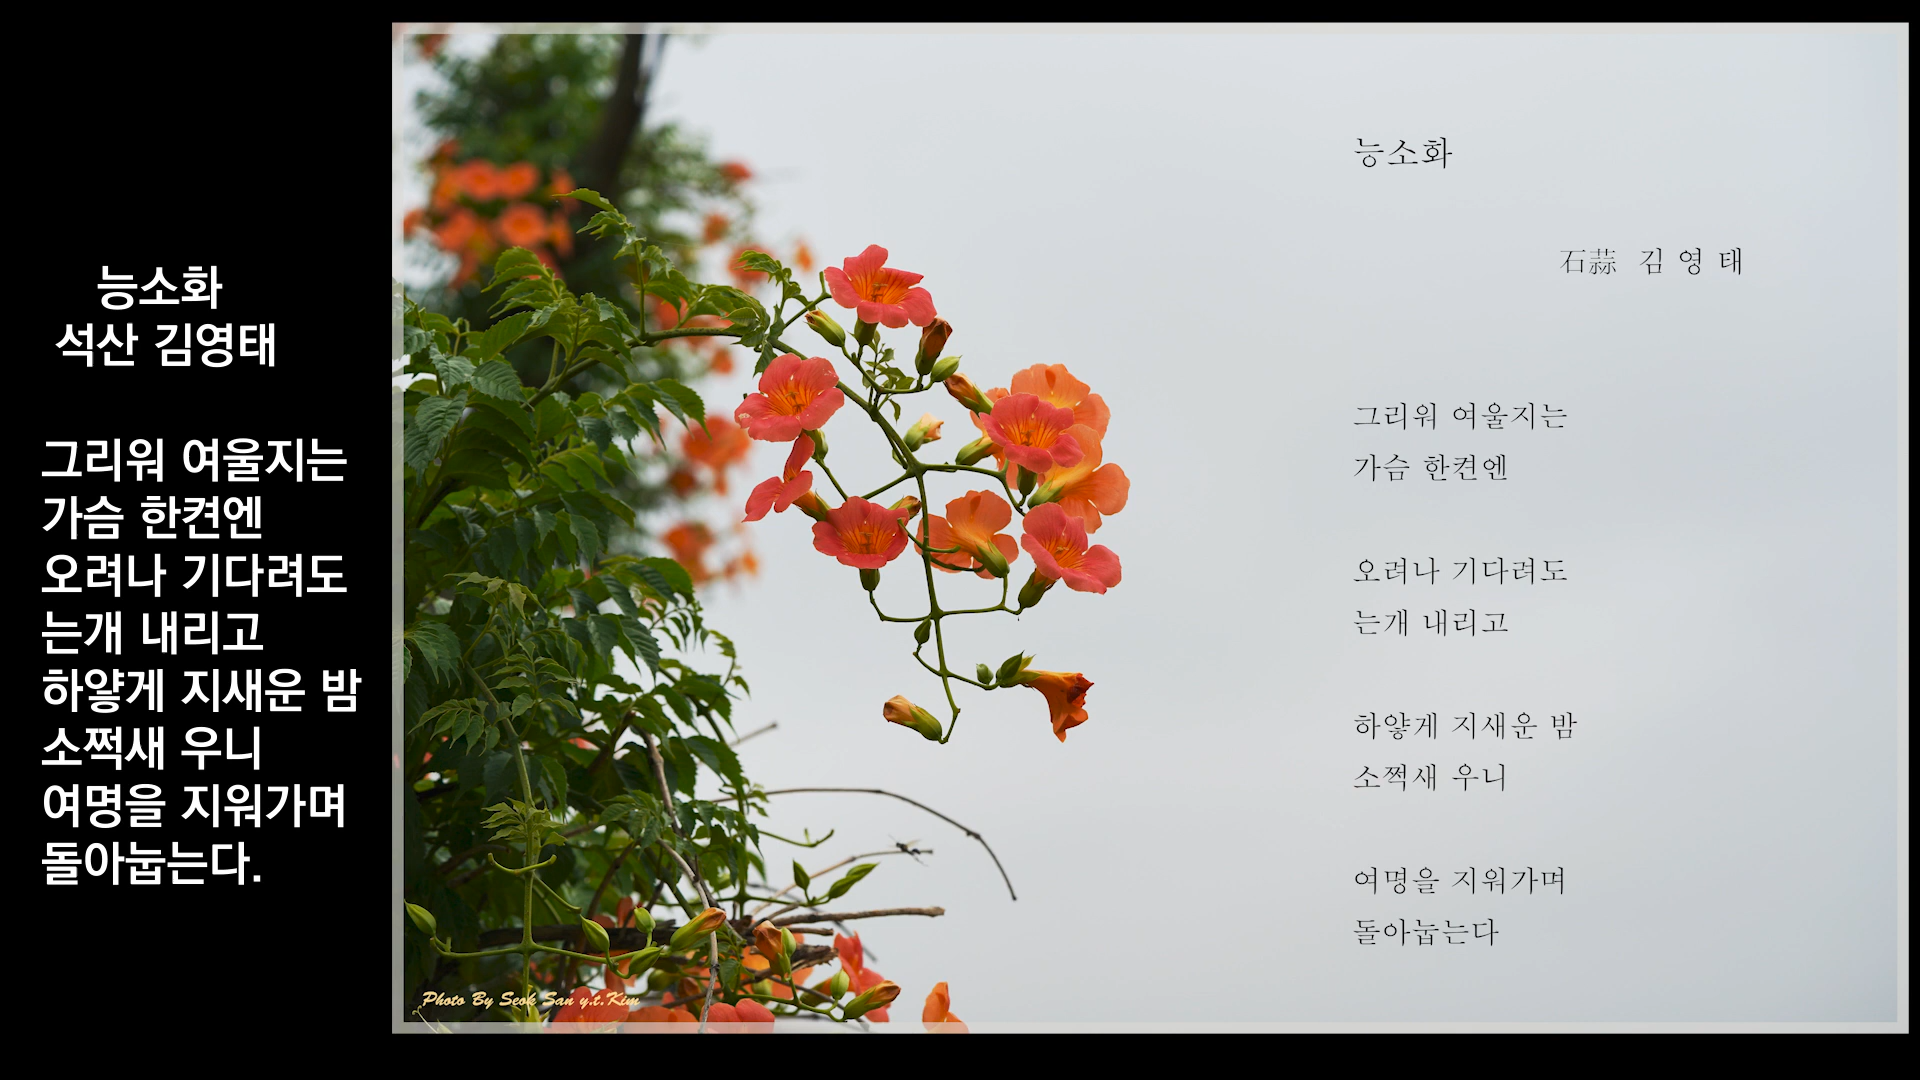 능소화
석산 김영태
그리워 여울지는
가슴 한켠엔
오려나 기다려도
는개 내리고
하얗게 지새운 밤
소쩍새 우니
여명을 지워가며
돌아눕는다.
능소화
石蒜 김영태
그리워 여울지는
가슴 한켠엔
오려나 기다려도
는개 내리고
하얗게 지새운 밤
소쩍새 우니
여명을 지워가며
돌아눕는다
Photo By Seok San y.t.Kim